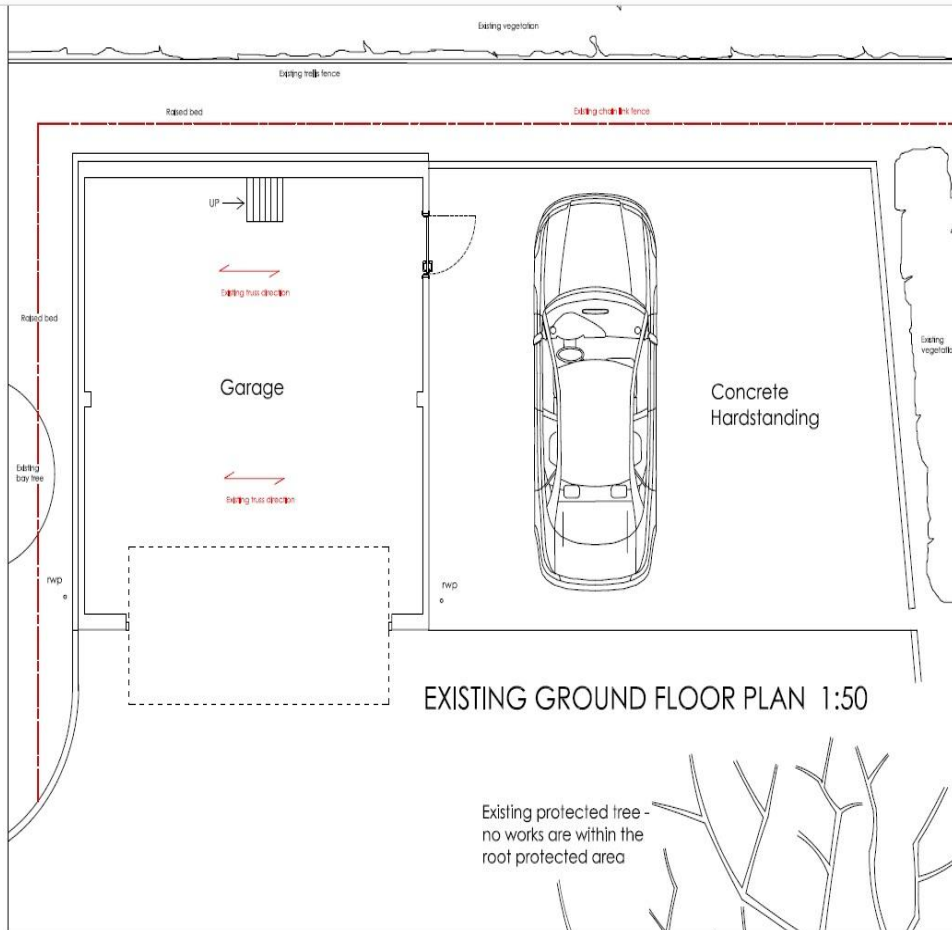 Existing vegetation
Existing trellis fence
Raised bed
Existing chain link fence
UP
Existing truss direction
Raised bed
Existing
Garage
Concrete
Hardstanding
Existing
bay tree
Existing truss direction
rwp
rwp
EXISTING GROUND FLOOR PLAN 1:50
Existing protected tree -
no works are within the
root protected area